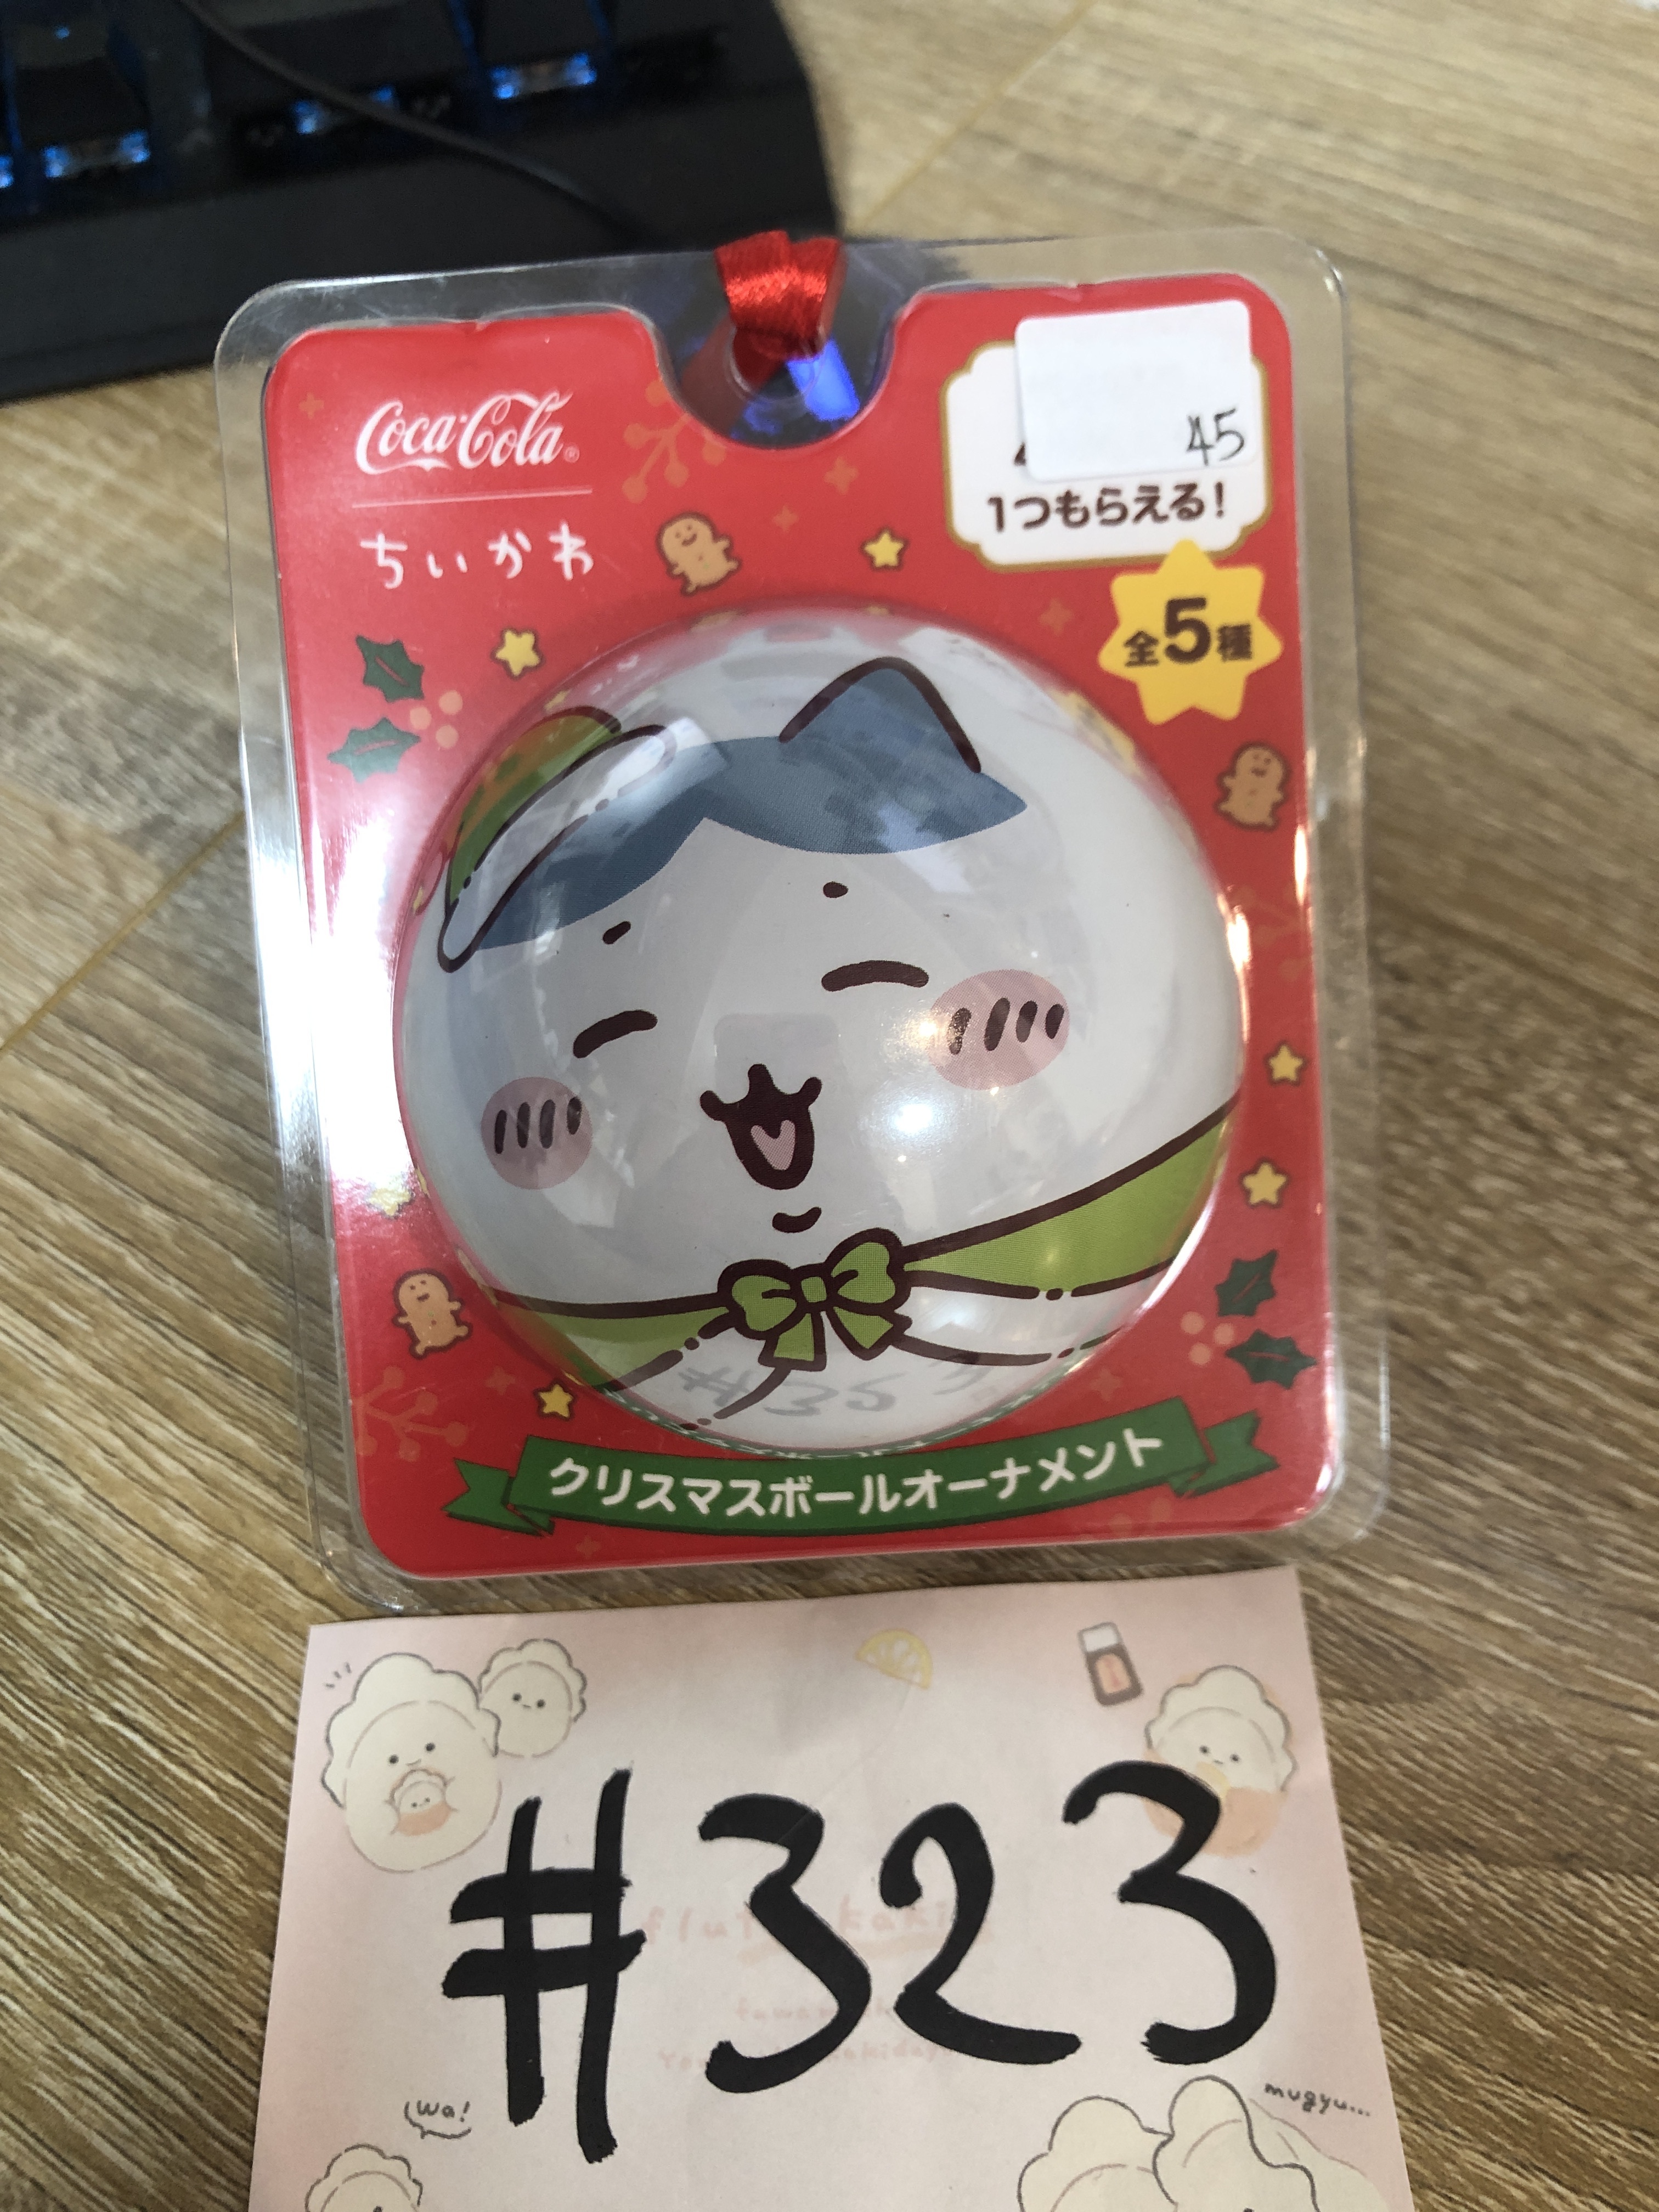 Coca-Cola
ちいかわ
45
1つもらえる!
全5種
クリスマスボールオーナメント
#323
wa!
mugyu...